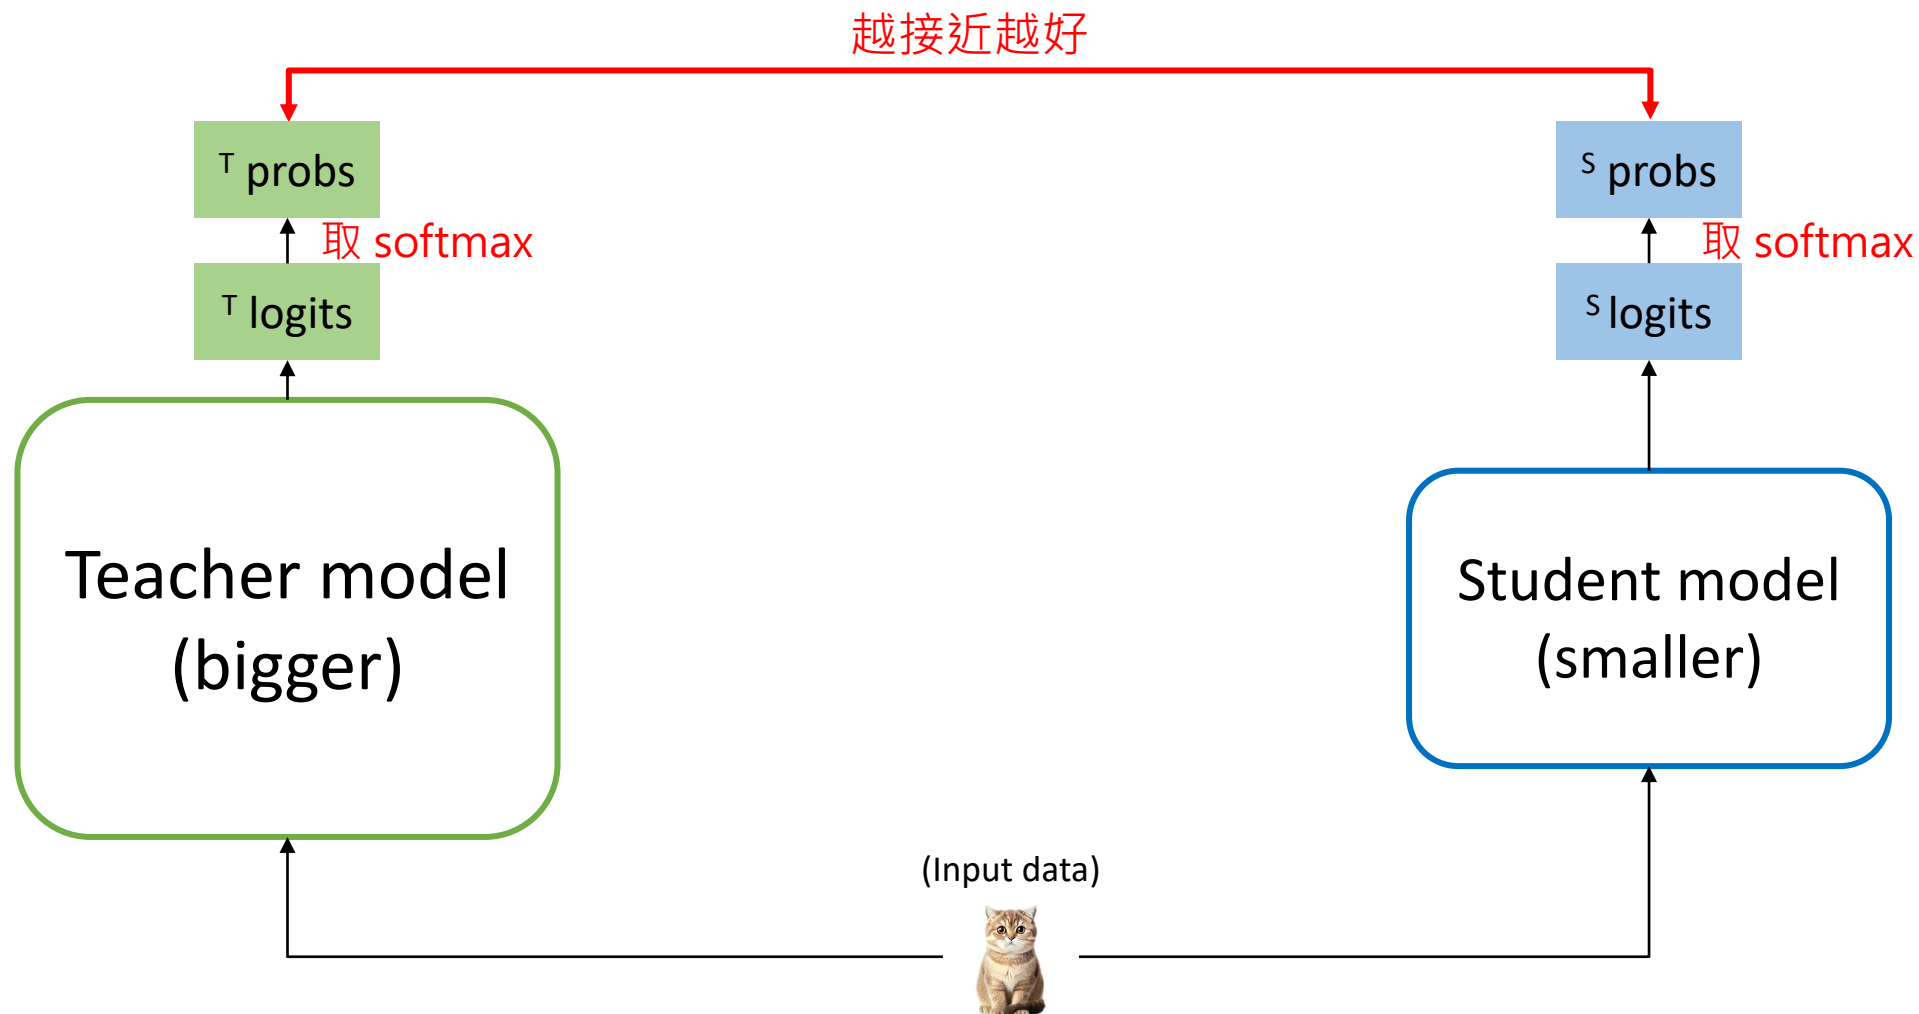 越接近越好
T probs
S probs
取 softmax
取 softmax
T logits
S logits
Teacher model
(bigger)
Student model
(smaller)
(Input data)